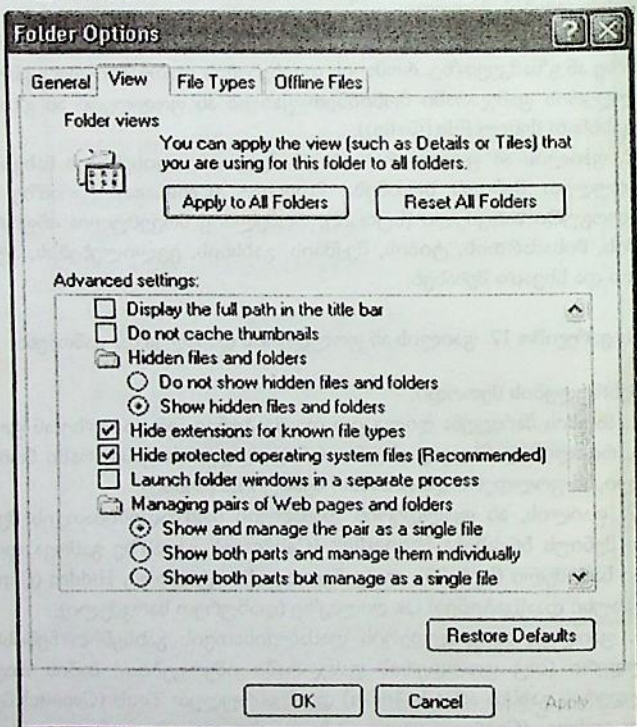 Folder Options
General View File Types Offline Files
Folder views
You can apply the view (such as Details or Tiles) that
you are using for this folder to all folders.
Apply to All Folders Reset All Folders
Advanced settings:
Display the full path in the title bar
Do not cache thumbnails
Hidden files and folders
Do not show hidden files and folders
Show hidden files and folders
Hide extensions for known file types
Hide protected operating system files (Recommended)
Launch folder windows in a separate process
Managing pairs of Web pages and folders
Show and manage the pair as a single file
Show both parts and manage them individually
Show both parts but manage as a single file
Restore Defaults
OK Cancel Apply